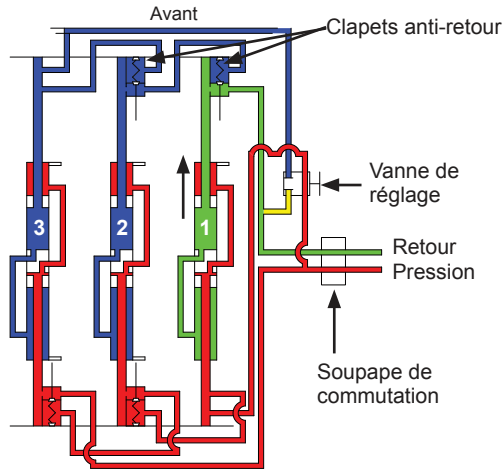 Avant
Clapets anti-retour
Vanne de
réglage
3
2
1
Retour
Pression
Soupape de
commutation